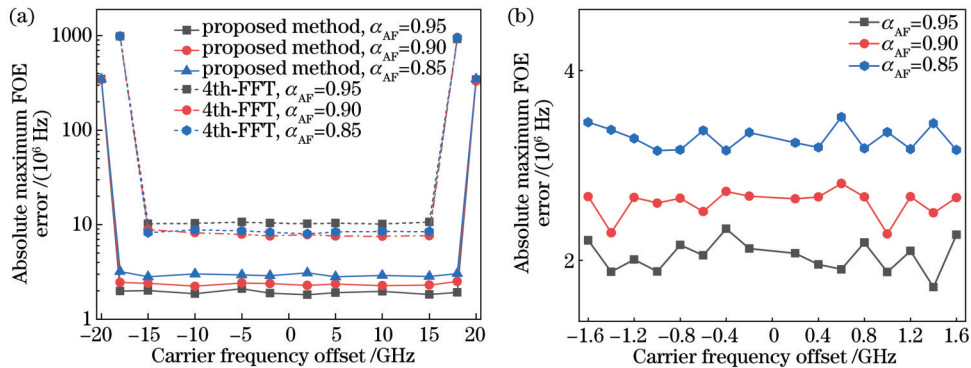 (a)
1000
100
10
1
Absolute maximum FOE
error /(10⁶ Hz)
proposed method, αAF=0.95
proposed method, αAF=0.90
proposed method, αAF=0.85
4th-FFT, αAF=0.95
4th-FFT, αAF=0.90
4th-FFT, αAF=0.85
−20 −15 −10 −5 0 5 10 15 20
Carrier frequency offset /GHz
(b)
4
2
Absolute maximum FOE
error /(10⁶ Hz)
αAF=0.95
αAF=0.90
αAF=0.85
−1.6 −1.2 −0.8 −0.4 0 0.4 0.8 1.2 1.6
Carrier frequency offset /GHz